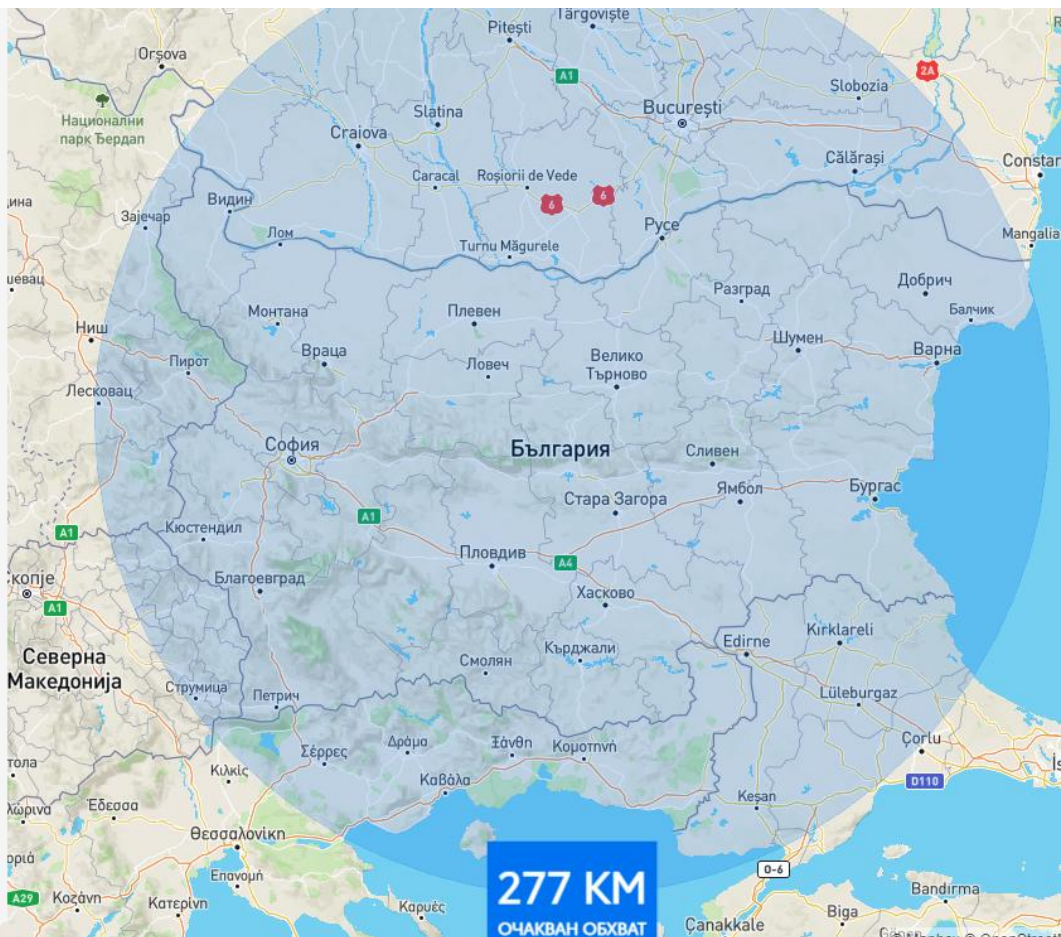 Târgoviște
Pitești
Orșova
A1
2A
Slobozia
Национални
парк Ђердап
Slatina
București
Craiova
Călărași
Constan
Caracal
Roșiorii de Vede
6
6
Видин
Зајечар
Лом
Turnu Măgurele
Русе
Mangalia
Добрич
Разград
Балчик
Монтана
Плевен
Ниш
Шумен
Враца
Варна
Пирот
Ловеч
Велико
Търново
Лесковац
София
България
Сливен
Ямбол
Бургас
Стара Загора
A1
A1
Кюстендил
Пловдив
A4
Скопје
Благоевград
Хасково
A1
Северна
Македонија
Edirne
Kırklareli
Кърджали
Смолян
Струмица
Петрич
Lüleburgaz
Σέρρες
Δράμα
Ξάνθη
Κομοτηνή
Çorlu
Κιλκίς
Καβάλα
Keşan
D110
Έδεσσα
Θεσσαλονίκη
O-6
277 КМ
ОЧАКВАН ОБХВАТ
Επανομή
A29
Κοζάνη
Κατερίνη
Καρυές
Çanakkale
Biga
Bandırma